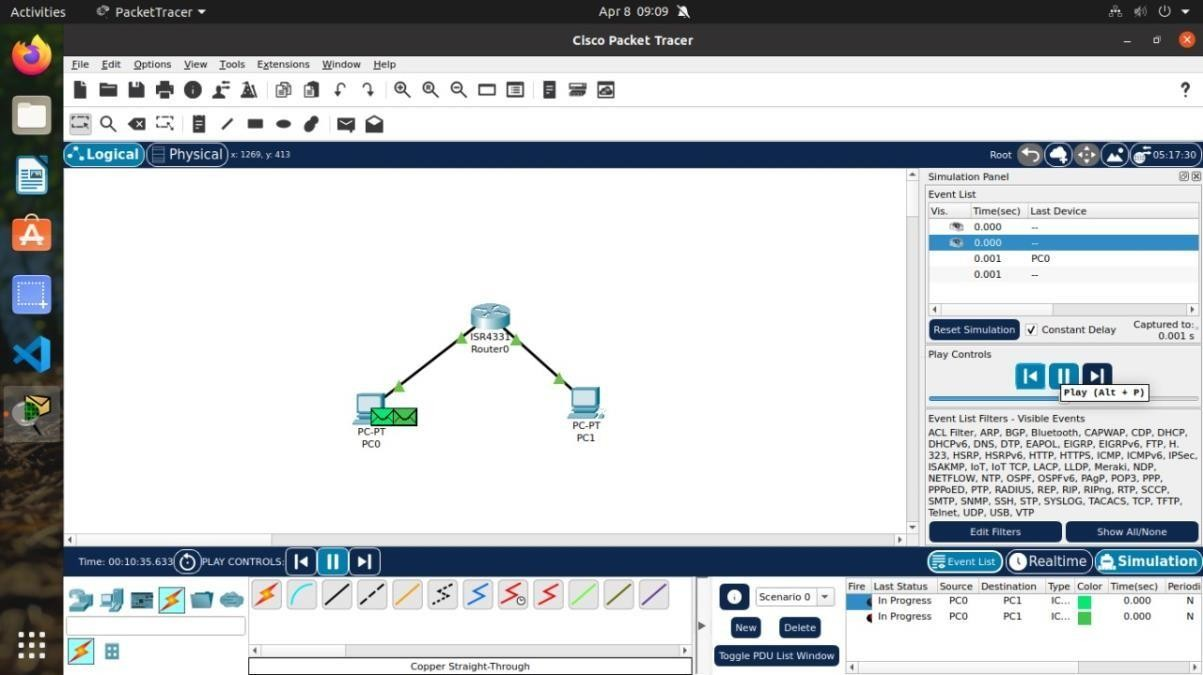 Activities PacketTracer Apr 8 09:09
Cisco Packet Tracer
File Edit Options View Tools Extensions Window Help
?
Logical Physical x: 1269, y: 413 Root 05:17:30
Simulation Panel
Event List
Vis. Time(sec) Last Device
0.000 --
0.000 --
0.001 PC0
0.001 --
Reset Simulation Constant Delay Captured to:
0.001 s
Play Controls
Play (Alt + P)
Event List Filters - Visible Events
ACL Filter, ARP, BGP, Bluetooth, CAPWAP, CDP, DHCP,
DHCPv6, DNS, DTP, EAPOL, EIGRP, EIGRPv6, FTP, H.
323, HSRP, HSRPv6, HTTP, HTTPS, ICMP, ICMPv6, IPSec,
ISAKMP, IoT, IoT TCP, LACP, LLDP, Meraki, NDP,
NETFLOW, NTP, OSPF, OSPFv6, PAgP, POP3, PPP,
PPPoED, PTP, RADIUS, REP, RIP, RIPng, RTP, SCCP,
SMTP, SNMP, SSH, STP, SYSLOG, TACACS, TCP, TFTP,
Telnet, UDP, USB, VTP
Edit Filters Show All/None
ISR4331
Router0
PC-PT
PC0
PC-PT
PC1
Time: 00:10:35.633 PLAY CONTROLS: Event List Realtime Simulation
Copper Straight-Through
Scenario 0
New Delete
Toggle PDU List Window
Fire Last Status Source Destination Type Color Time(sec) Periodi
In Progress PC0 PC1 IC... 0.000 N
In Progress PC0 PC1 IC... 0.000 N